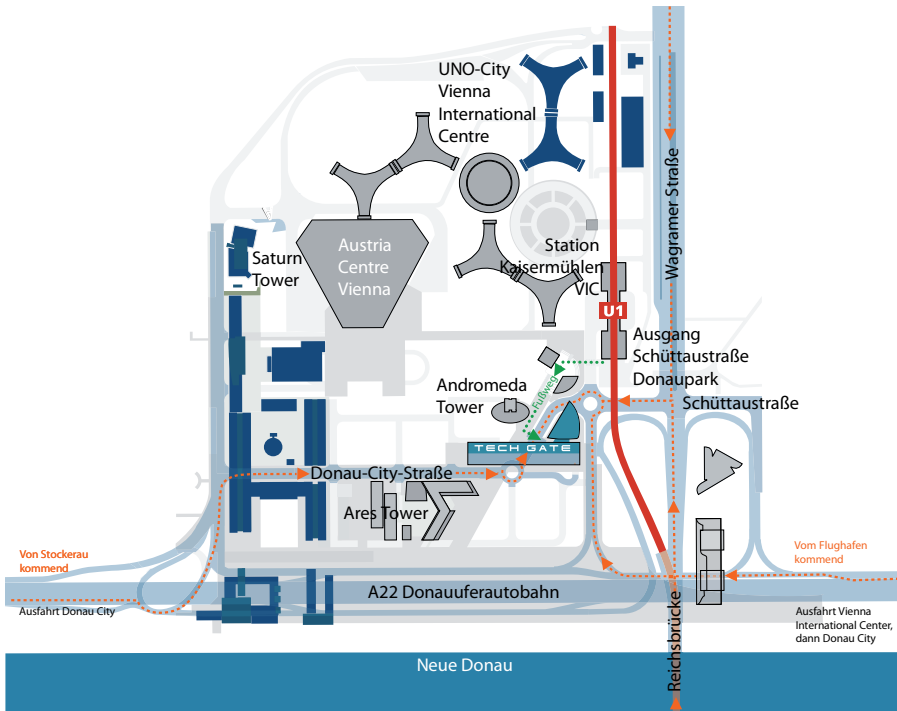 UNO-City
Vienna
International
Centre
Wagramer Straße
Saturn
Tower
Austria
Centre
Vienna
Station
Kaisermühlen
VIC
U1
Ausgang
Schüttaustraße
Donaupark
Schüttaustraße
Andromeda
Tower
Fußweg
TECH GATE
Donau-City-Straße
Ares Tower
Von Stockerau
kommend
Ausfahrt Donau City
A22 Donauuferautobahn
Vom Flughafen
kommend
Ausfahrt Vienna
International Center,
dann Donau City
Reichsbrücke
Neue Donau